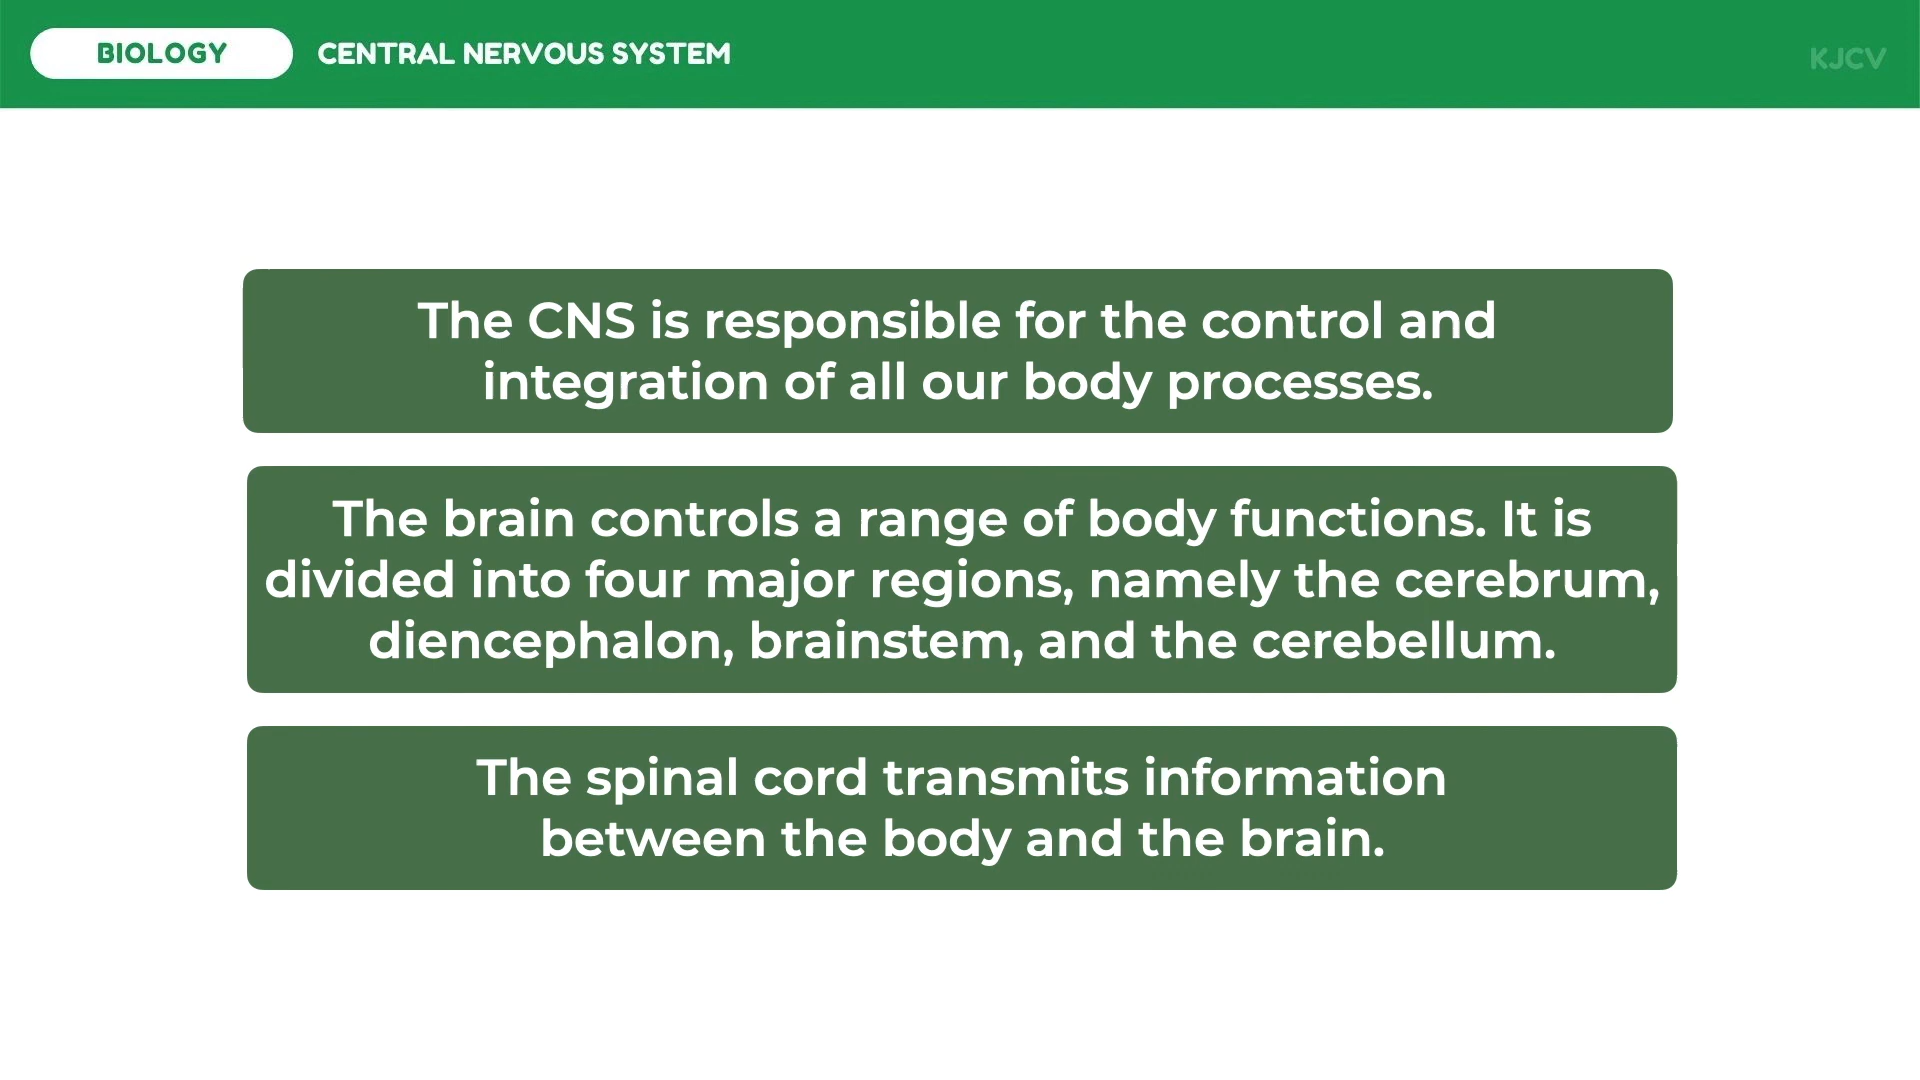 BIOLOGY
CENTRAL NERVOUS SYSTEM
KJCV
The CNS is responsible for the control and
integration of all our body processes.
The brain controls a range of body functions. It is
divided into four major regions, namely the cerebrum,
diencephalon, brainstem, and the cerebellum.
The spinal cord transmits information
between the body and the brain.